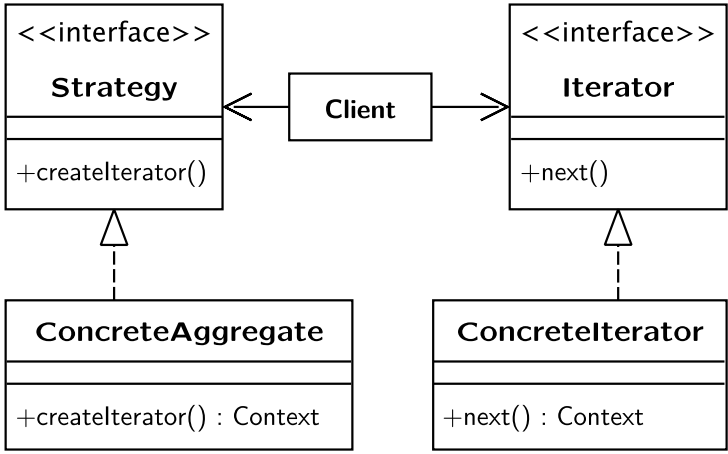 <<interface>>
Strategy
+createIterator()
Client
<<interface>>
Iterator
+next()
ConcreteAggregate
+createIterator() : Context
ConcreteIterator
+next() : Context